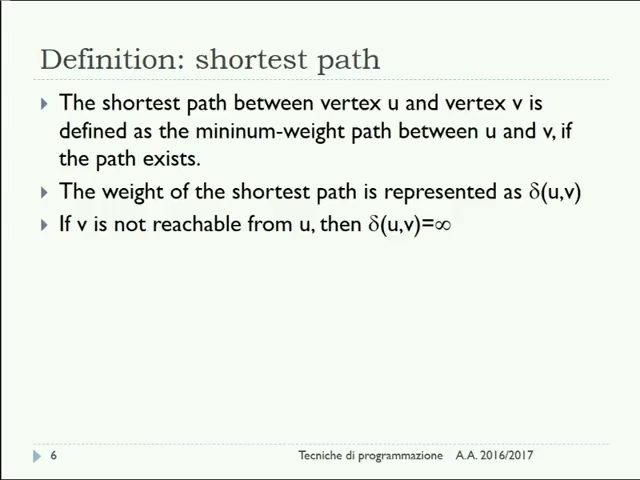 Definition: shortest path
The shortest path between vertex u and vertex v is
defined as the mininum-weight path between u and v, if
the path exists.
The weight of the shortest path is represented as δ(u,v)
If v is not reachable from u, then δ(u,v)=∞
6 Tecniche di programmazione A.A. 2016/2017